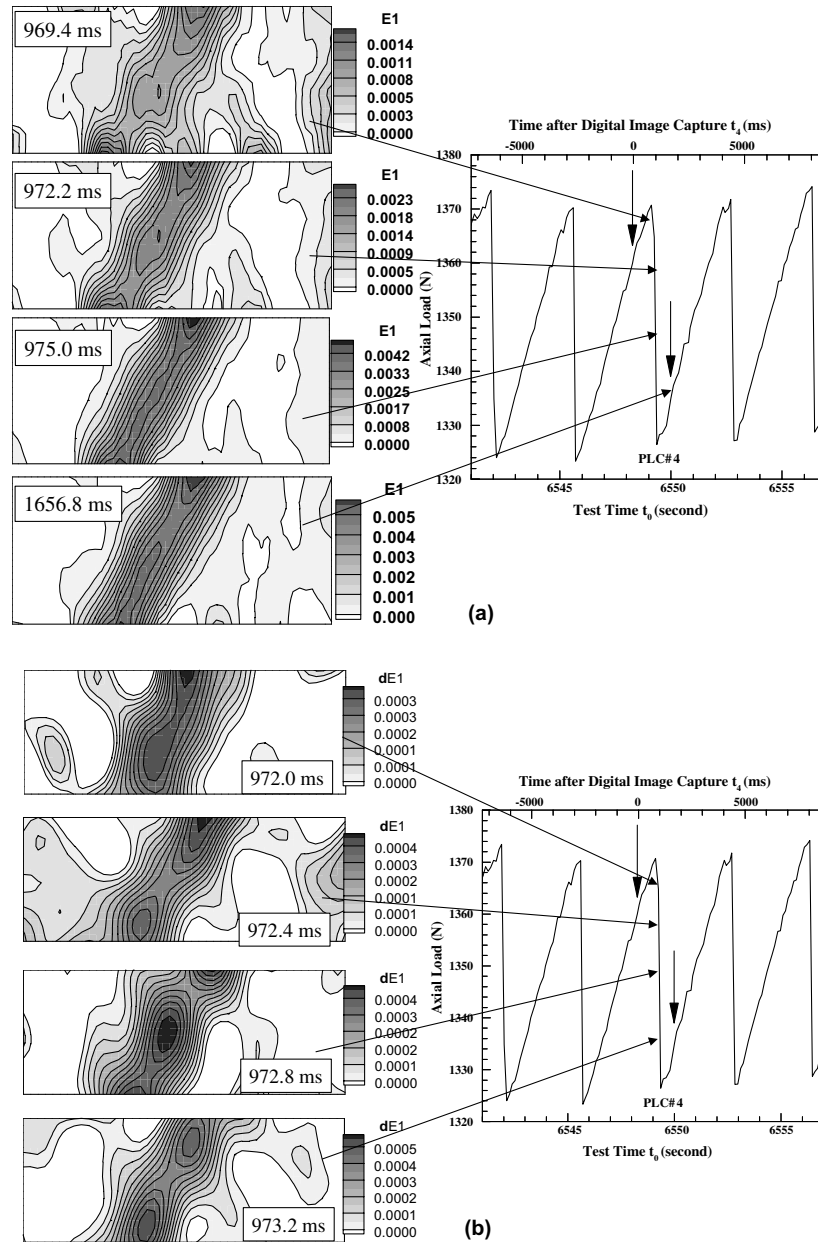 969.4 ms
E1
0.0014
0.0011
0.0008
0.0005
0.0003
0.0000
972.2 ms
E1
0.0023
0.0018
0.0014
0.0009
0.0005
0.0000
975.0 ms
E1
0.0042
0.0033
0.0025
0.0017
0.0008
0.0000
1656.8 ms
E1
0.005
0.004
0.003
0.002
0.001
0.000
Time after Digital Image Capture t4 (ms)
-5000 0 5000
1380
1370
1360
1350
1340
1330
1320
Axial Load (N)
PLC#4
6545 6550 6555
Test Time t0 (second)
(a)
972.0 ms
dE1
0.0003
0.0003
0.0002
0.0001
0.0001
0.0000
972.4 ms
dE1
0.0004
0.0003
0.0002
0.0001
0.0001
0.0000
972.8 ms
dE1
0.0004
0.0003
0.0002
0.0002
0.0001
0.0000
973.2 ms
dE1
0.0005
0.0004
0.0003
0.0002
0.0001
0.0000
Time after Digital Image Capture t4 (ms)
-5000 0 5000
1380
1370
1360
1350
1340
1330
1320
Axial Load (N)
PLC#4
6545 6550 6555
Test Time t0 (second)
(b)